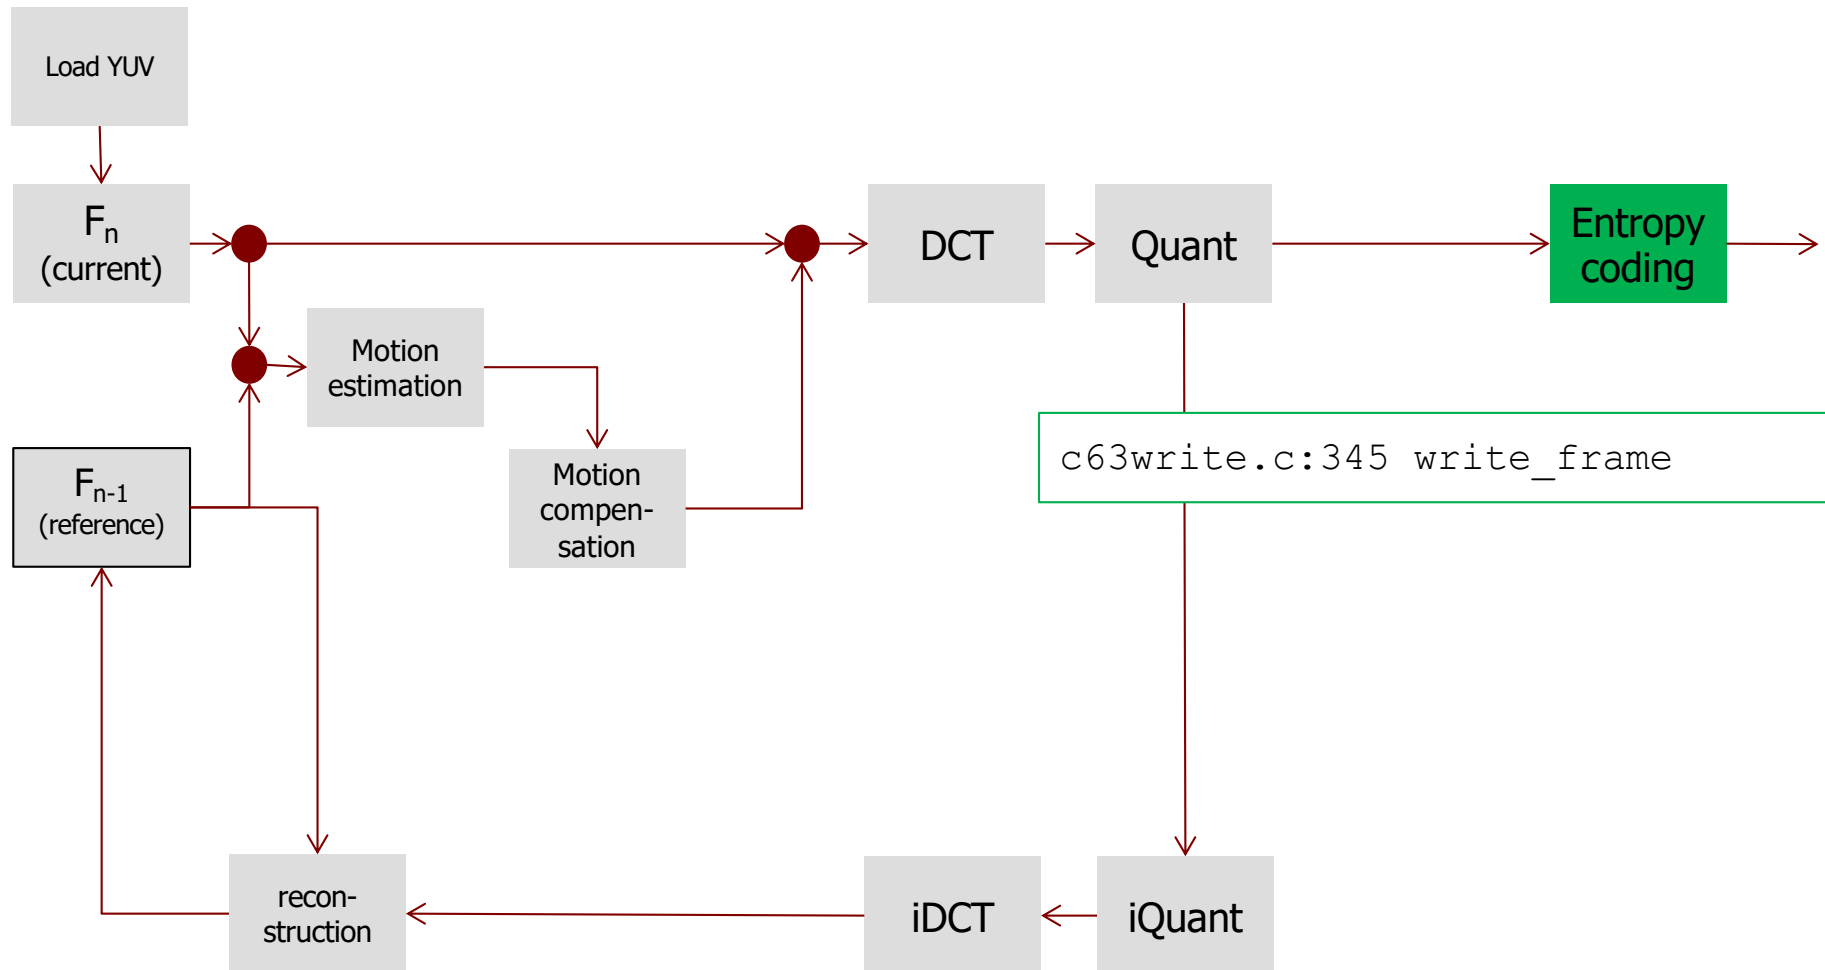 Load YUV
Fn
(current)
DCT
Quant
Entropy
coding
Motion
estimation
c63write.c:345 write_frame
Fn-1
(reference)
Motion
compen-
sation
recon-
struction
iDCT
iQuant